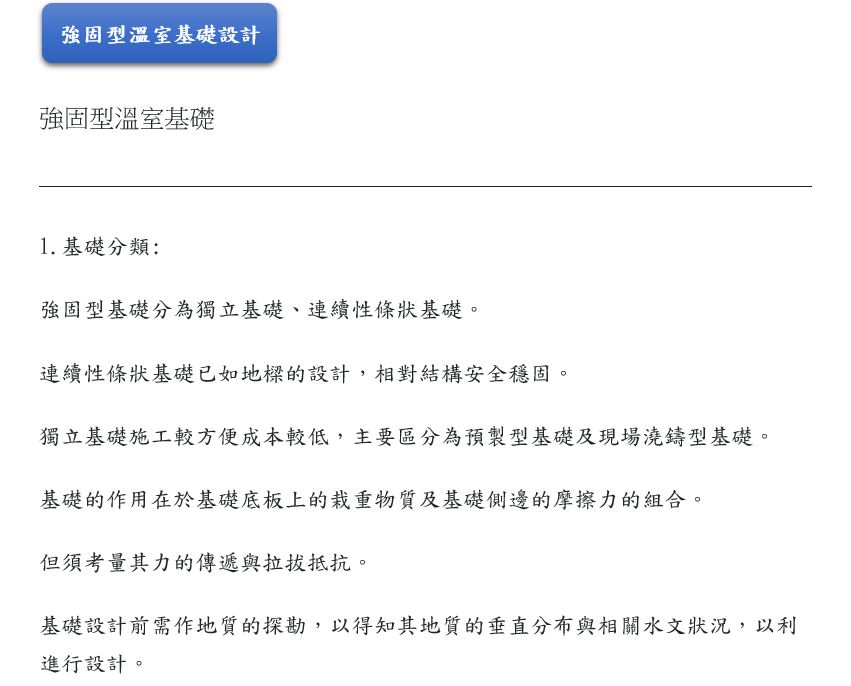 強固型溫室基礎設計
強固型溫室基礎
1. 基礎分類:
強固型基礎分為獨立基礎、連續性條狀基礎。
連續性條狀基礎已如地樑的設計，相對結構安全穩固。
獨立基礎施工較方便成本較低，主要區分為預製型基礎及現場澆鑄型基礎。
基礎的作用在於基礎底板上的栽重物質及基礎側邊的摩擦力的組合。
但須考量其力的傳遞與拉拔抵抗。
基礎設計前需作地質的探勘，以得知其地質的垂直分布與相關水文狀況，以利
進行設計。